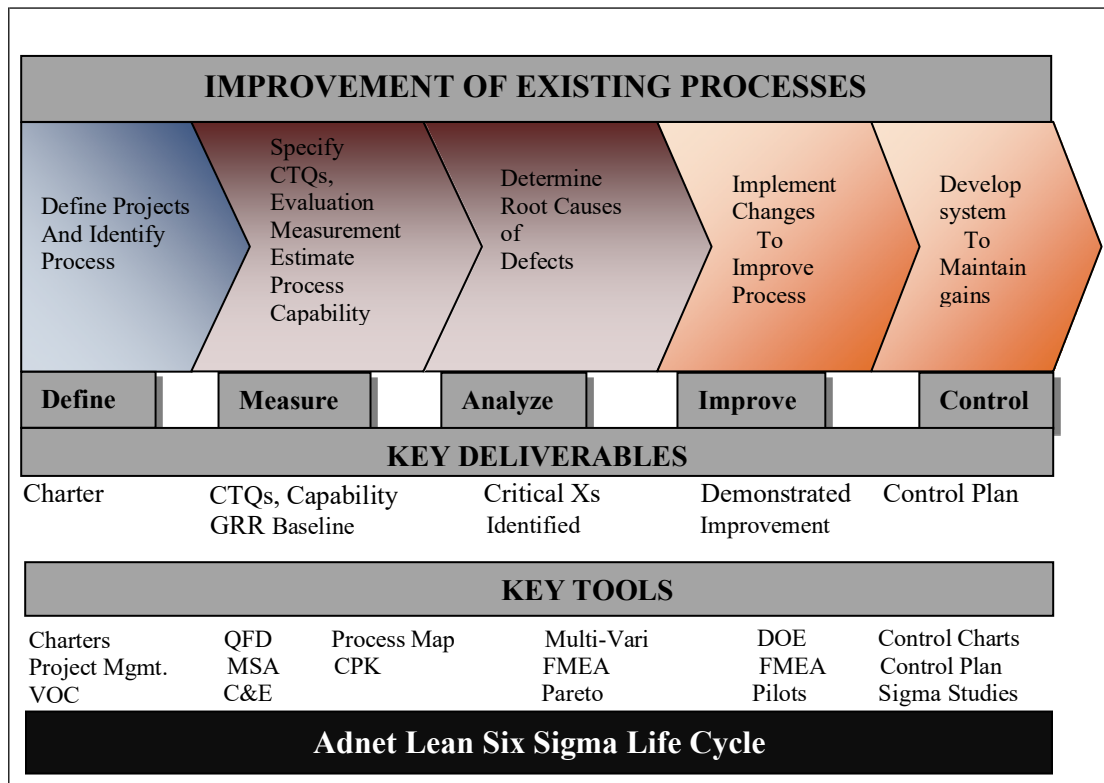 IMPROVEMENT OF EXISTING PROCESSES
Define Projects
And Identify
Process
Specify
CTQs,
Evaluation
Measurement
Estimate
Process
Capability
Determine
Root Causes
of
Defects
Implement
Changes
To
Improve
Process
Develop
system
To
Maintain
gains
Define
Measure
Analyze
Improve
Control
KEY DELIVERABLES
Charter
CTQs, Capability
GRR Baseline
Critical Xs
Identified
Demonstrated
Improvement
Control Plan
KEY TOOLS
Charters
Project Mgmt.
VOC
QFD
MSA
C&E
Process Map
CPK
Multi-Vari
FMEA
Pareto
DOE
FMEA
Pilots
Control Charts
Control Plan
Sigma Studies
Adnet Lean Six Sigma Life Cycle